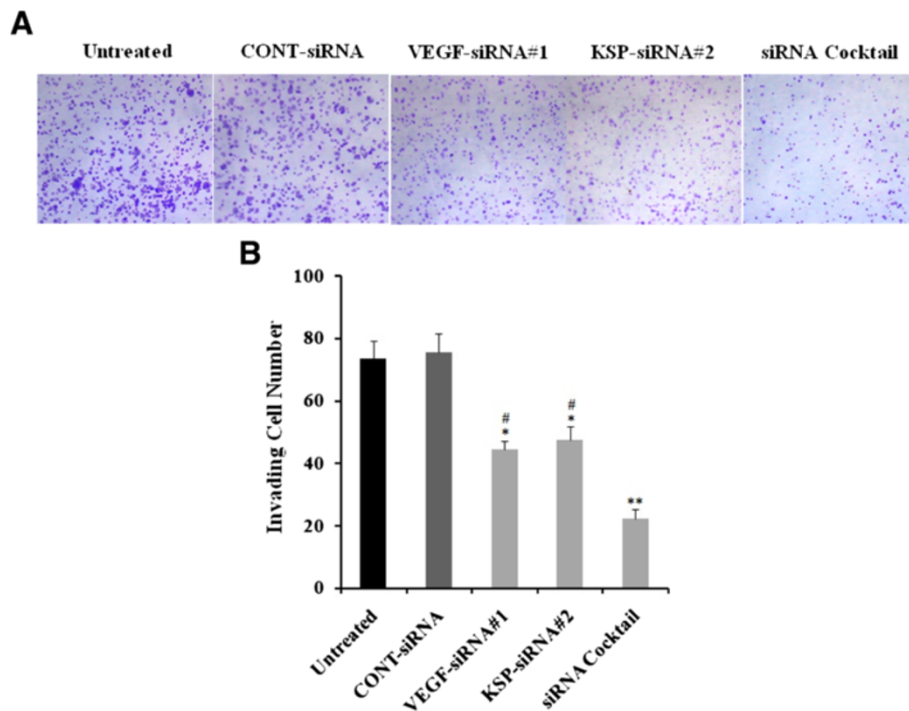 A
Untreated CONT-siRNA VEGF-siRNA#1 KSP-siRNA#2 siRNA Cocktail
B
100
80
60
40
20
0
Invading Cell Number
#
*
#
*
**
Untreated
CONT-siRNA
VEGF-siRNA#1
KSP-siRNA#2
siRNA Cocktail